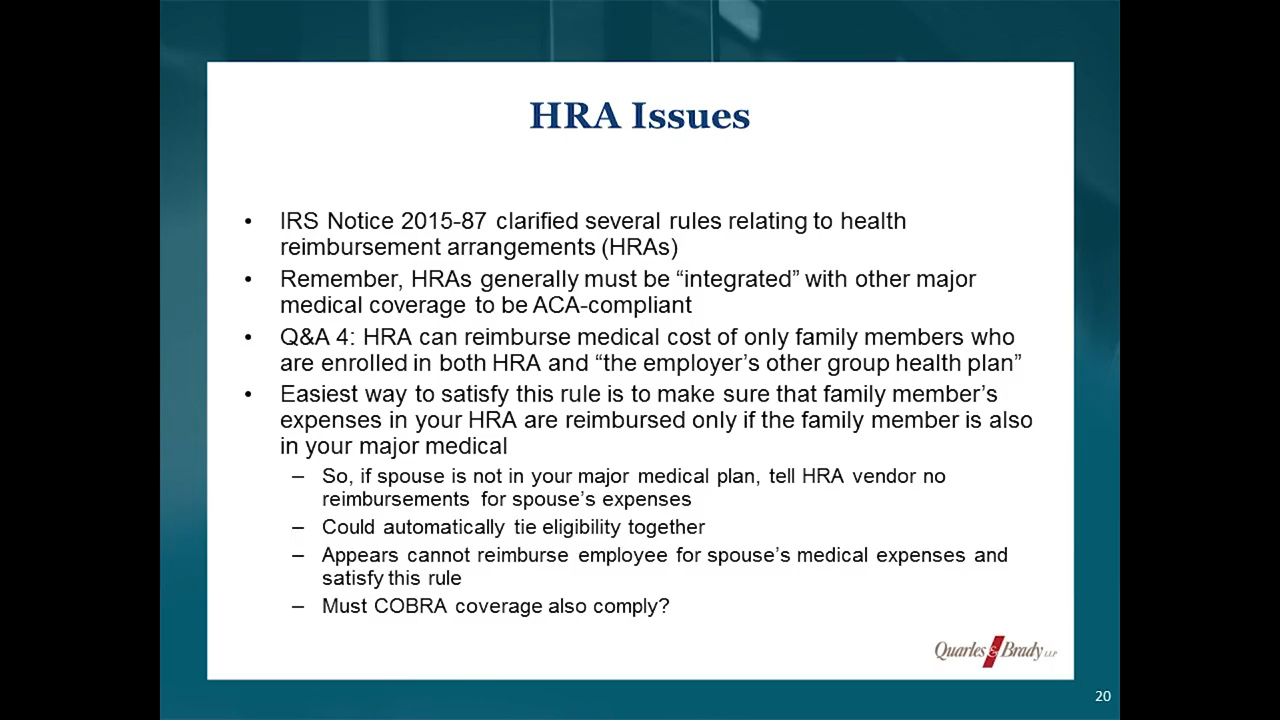 HRA Issues
• IRS Notice 2015-87 clarified several rules relating to health
reimbursement arrangements (HRAs)
• Remember, HRAs generally must be “integrated” with other major
medical coverage to be ACA-compliant
• Q&A 4: HRA can reimburse medical cost of only family members who
are enrolled in both HRA and “the employer’s other group health plan”
• Easiest way to satisfy this rule is to make sure that family member’s
expenses in your HRA are reimbursed only if the family member is also
in your major medical
– So, if spouse is not in your major medical plan, tell HRA vendor no
reimbursements for spouse’s expenses
– Could automatically tie eligibility together
– Appears cannot reimburse employee for spouse’s medical expenses and
satisfy this rule
– Must COBRA coverage also comply?
Quarles & Brady LLP
20